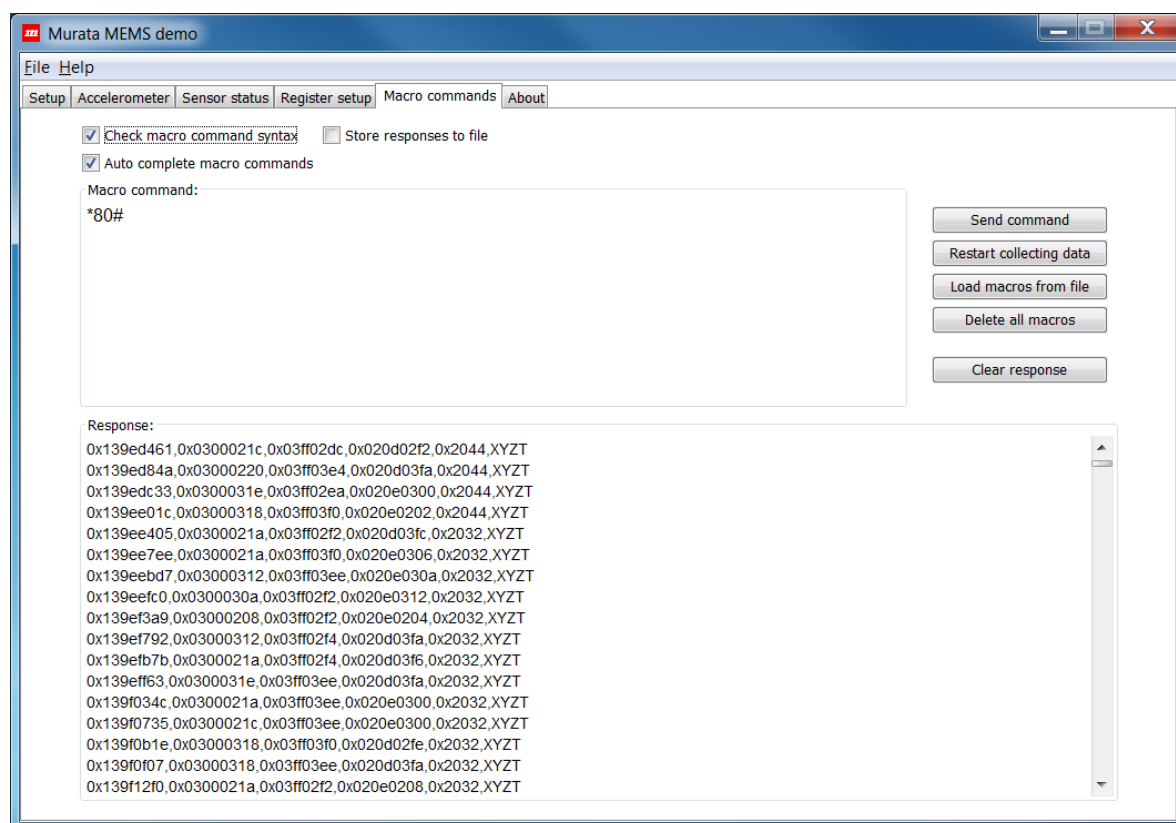 Murata MEMS demo
File Help
Setup Accelerometer Sensor status Register setup Macro commands About
Check macro command syntax Store responses to file
Auto complete macro commands
Macro command:
*80#
Send command
Restart collecting data
Load macros from file
Delete all macros
Clear response
Response:
0x139ed461,0x0300021c,0x03ff02dc,0x020d02f2,0x2044,XYZT
0x139ed84a,0x03000220,0x03ff03e4,0x020d03fa,0x2044,XYZT
0x139edc33,0x0300031e,0x03ff02ea,0x020e0300,0x2044,XYZT
0x139ee01c,0x03000318,0x03ff03f0,0x020e0202,0x2044,XYZT
0x139ee405,0x0300021a,0x03ff02f2,0x020d03fc,0x2032,XYZT
0x139ee7ee,0x0300021a,0x03ff03f0,0x020e0306,0x2032,XYZT
0x139eebd7,0x03000312,0x03ff03ee,0x020e030a,0x2032,XYZT
0x139eefc0,0x0300030a,0x03ff02f2,0x020e0312,0x2032,XYZT
0x139ef3a9,0x03000208,0x03ff02f2,0x020e0204,0x2032,XYZT
0x139ef792,0x03000312,0x03ff02f4,0x020d03fa,0x2032,XYZT
0x139efb7b,0x0300021a,0x03ff02f4,0x020d03f6,0x2032,XYZT
0x139eff63,0x0300031e,0x03ff03ee,0x020d03fa,0x2032,XYZT
0x139f034c,0x0300021a,0x03ff03ee,0x020e0300,0x2032,XYZT
0x139f0735,0x0300021c,0x03ff03ee,0x020e0300,0x2032,XYZT
0x139f0b1e,0x03000318,0x03ff03f0,0x020d02fe,0x2032,XYZT
0x139f0f07,0x03000318,0x03ff03ee,0x020d03fa,0x2032,XYZT
0x139f12f0,0x0300021a,0x03ff02f2,0x020e0208,0x2032,XYZT